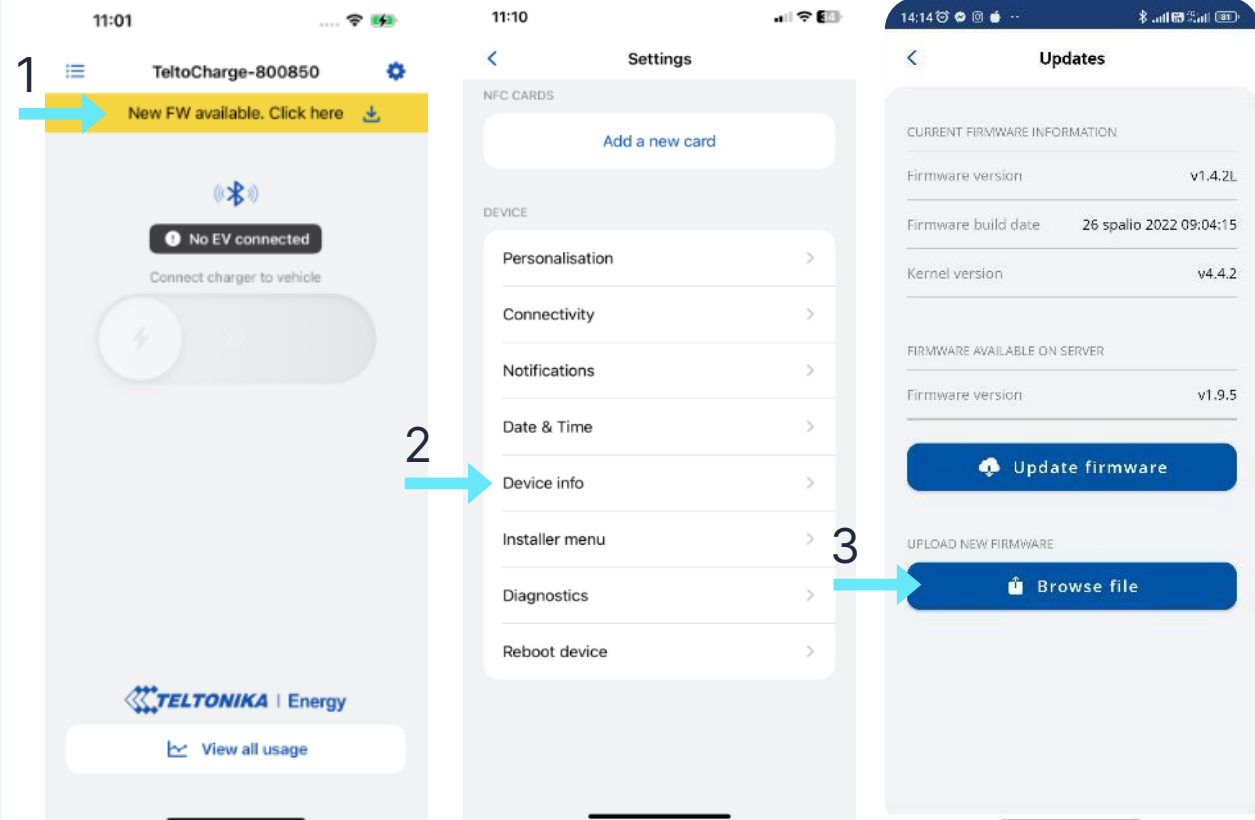 11:01
1
TeltoCharge-800850
New FW available. Click here
No EV connected
Connect charger to vehicle
TELTONIKA | Energy
View all usage
11:10
34
Settings
NFC CARDS
Add a new card
DEVICE
Personalisation
Connectivity
Notifications
Date & Time
2
Device info
Installer menu
Diagnostics
Reboot device
14:14
81
Updates
CURRENT FIRMWARE INFORMATION
Firmware version v1.4.2L
Firmware build date 26 spalio 2022 09:04:15
Kernel version v4.4.2
FIRMWARE AVAILABLE ON SERVER
Firmware version v1.9.5
Update firmware
3
UPLOAD NEW FIRMWARE
Browse file